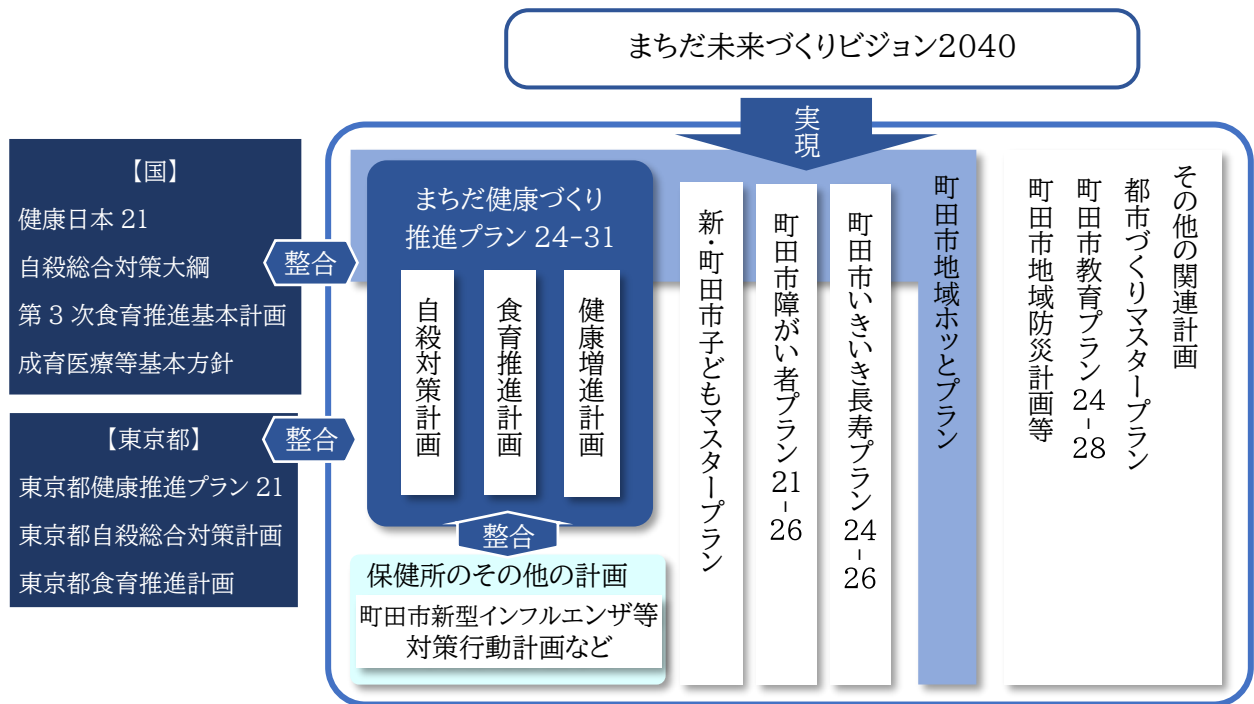 まちだ未来づくりビジョン2040
実現
【国】
健康日本 21
自殺総合対策大綱
第 3 次食育推進基本計画
成育医療等基本方針
整合
【東京都】
東京都健康推進プラン 21
東京都自殺総合対策計画
東京都食育推進計画
整合
まちだ健康づくり
推進プラン 24-31
自殺対策計画
食育推進計画
健康増進計画
整合
保健所のその他の計画
町田市新型インフルエンザ等
対策行動計画など
新・町田市子どもマスタープラン
町田市障がい者プラン21-26
町田市いきいき長寿プラン24-26
町田市地域ホッとプラン
その他の関連計画
都市づくりマスタープラン
町田市教育プラン24-28
町田市地域防災計画等